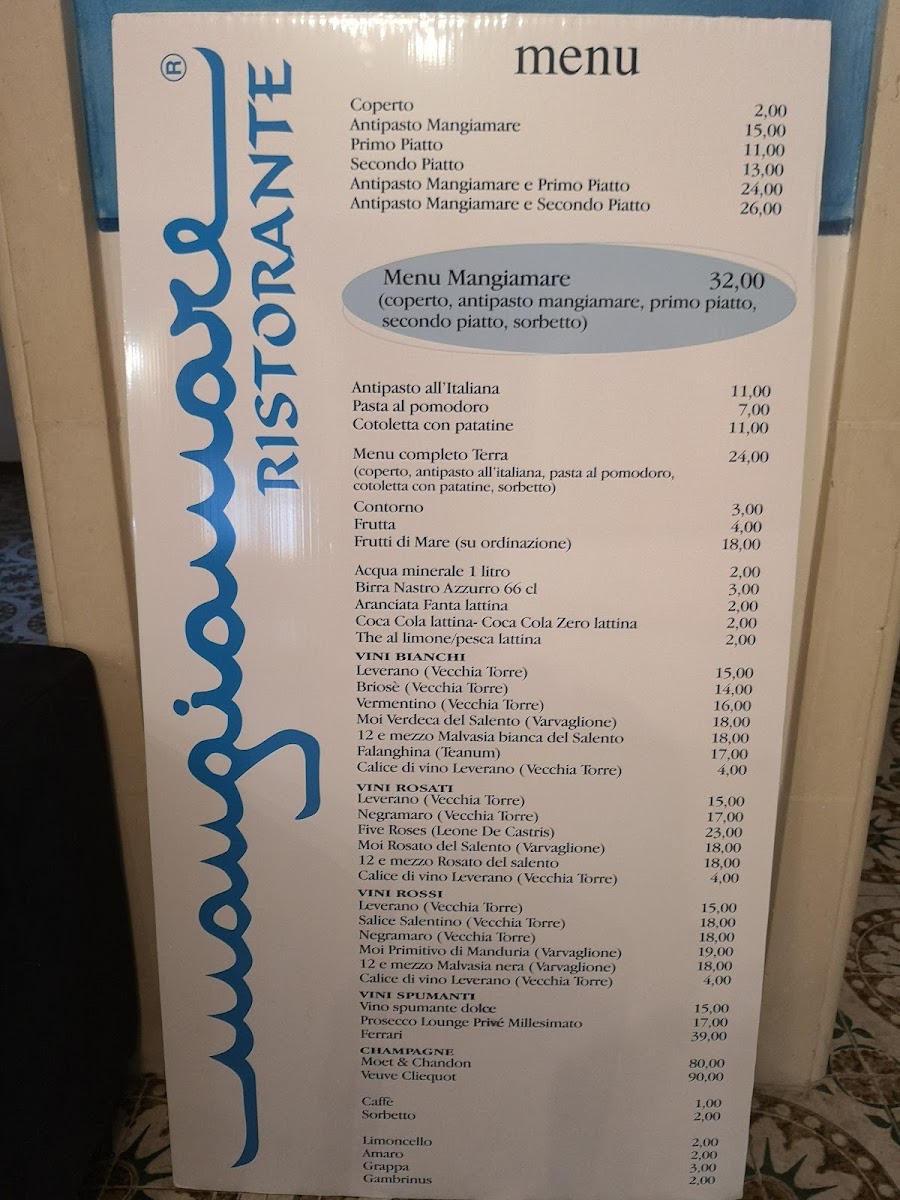 mangiamare®
RISTORANTE
menu
Coperto 2,00
Antipasto Mangiamare 15,00
Primo Piatto 11,00
Secondo Piatto 13,00
Antipasto Mangiamare e Primo Piatto 24,00
Antipasto Mangiamare e Secondo Piatto 26,00
Menu Mangiamare 32,00
(coperto, antipasto mangiamare, primo piatto,
secondo piatto, sorbetto)
Antipasto all'Italiana 11,00
Pasta al pomodoro 7,00
Cotoletta con patatine 11,00
Menu completo Terra 24,00
(coperto, antipasto all'italiana, pasta al pomodoro,
cotoletta con patatine, sorbetto)
Contorno 3,00
Frutta 4,00
Frutti di Mare (su ordinazione) 18,00
Acqua minerale 1 litro 2,00
Birra Nastro Azzurro 66 cl 3,00
Aranciata Fanta lattina 2,00
Coca Cola lattina- Coca Cola Zero lattina 2,00
The al limone/pesca lattina 2,00
VINI BIANCHI
Leverano (Vecchia Torre) 15,00
Briosè (Vecchia Torre) 14,00
Vermentino (Vecchia Torre) 16,00
Moi Verdeca del Salento (Varvaglione) 18,00
12 e mezzo Malvasia bianca del Salento 18,00
Falanghina (Teanum) 17,00
Calice di vino Leverano (Vecchia Torre) 4,00
VINI ROSATI
Leverano (Vecchia Torre) 15,00
Negramaro (Vecchia Torre) 17,00
Five Roses (Leone De Castris) 23,00
Moi Rosato del Salento (Varvaglione) 18,00
12 e mezzo Rosato del salento 18,00
Calice di vino Leverano (Vecchia Torre) 4,00
VINI ROSSI
Leverano (Vecchia Torre) 15,00
Salice Salentino (Vecchia Torre) 18,00
Negramaro (Vecchia Torre) 18,00
Moi Primitivo di Manduria (Varvaglione) 19,00
12 e mezzo Malvasia nera (Varvaglione) 18,00
Calice di vino Leverano (Vecchia Torre) 4,00
VINI SPUMANTI
Vino spumante dolce 15,00
Prosecco Lounge Privé Millesimato 17,00
Ferrari 39,00
CHAMPAGNE
Moet & Chandon 80,00
Veuve Clicquot 90,00
Caffè 1,00
Sorbetto 2,00
Limoncello 2,00
Amaro 2,00
Grappa 3,00
Gambrinus 2,00